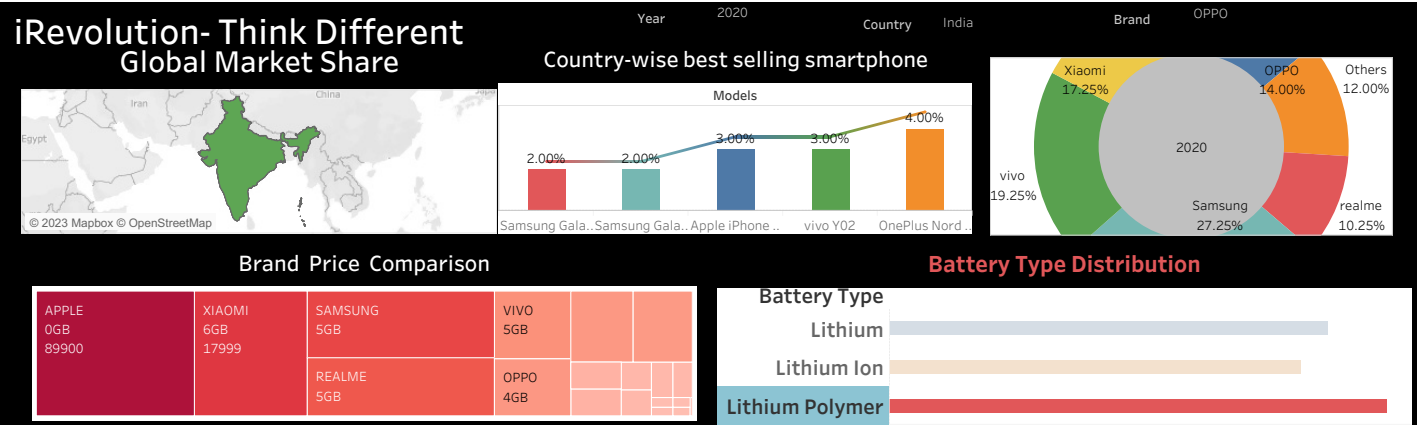 iRevolution- Think Different
Year 2020
Country India
Brand OPPO
Global Market Share
Iran
China
Egypt
© 2023 Mapbox © OpenStreetMap
Country-wise best selling smartphone
Models
2.00% 2.00% 3.00% 3.00% 4.00%
Samsung Gala.. Samsung Gala.. Apple iPhone .. vivo Y02 OnePlus Nord ..
Xiaomi
17.25%
OPPO
14.00%
Others
12.00%
2020
vivo
19.25%
Samsung
27.25%
realme
10.25%
Brand Price Comparison
APPLE
0GB
89900
XIAOMI
6GB
17999
SAMSUNG
5GB
REALME
5GB
VIVO
5GB
OPPO
4GB
Battery Type Distribution
Battery Type
Lithium
Lithium Ion
Lithium Polymer